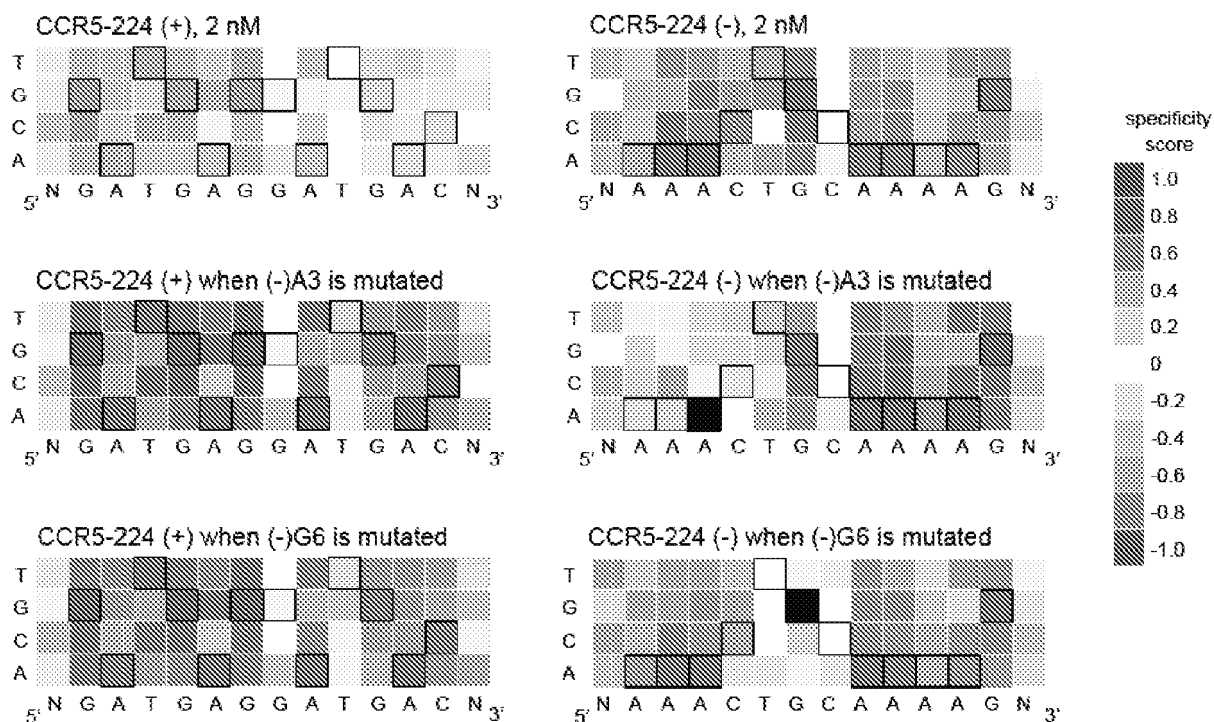 CCR5-224 (+), 2 nM
T
G
C
A
5' N G A T G A G G A T G A C N 3'
CCR5-224 (-), 2 nM
T
G
C
A
5' N A A A C T G C A A A A G N 3'
CCR5-224 (+) when (-)A3 is mutated
T
G
C
A
5' N G A T G A G G A T G A C N 3'
CCR5-224 (-) when (-)A3 is mutated
T
G
C
A
5' N A A A C T G C A A A A G N 3'
CCR5-224 (+) when (-)G6 is mutated
T
G
C
A
5' N G A T G A G G A T G A C N 3'
CCR5-224 (-) when (-)G6 is mutated
T
G
C
A
5' N A A A C T G C A A A A G N 3'
specificity
score
1.0
0.8
0.6
0.4
0.2
0
-0.2
-0.4
-0.6
-0.8
-1.0